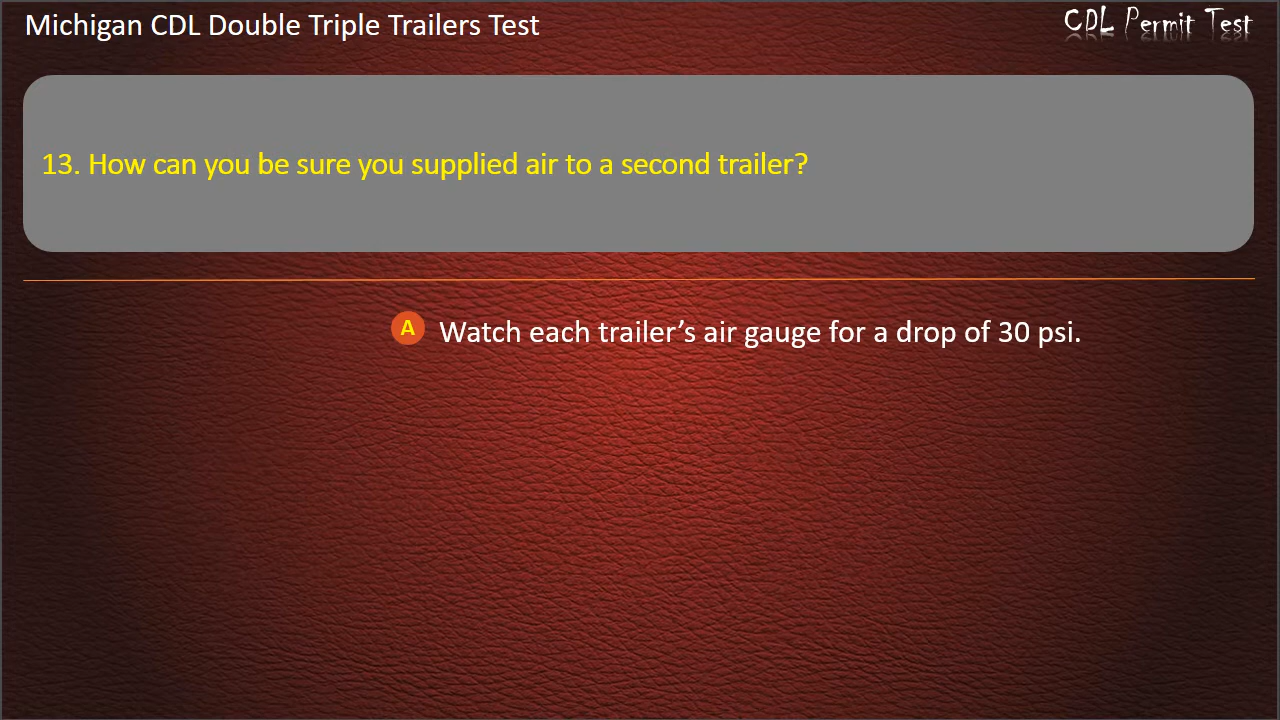 Michigan CDL Double Triple Trailers Test
CDL Permit Test
13. How can you be sure you supplied air to a second trailer?
A Watch each trailer’s air gauge for a drop of 30 psi.